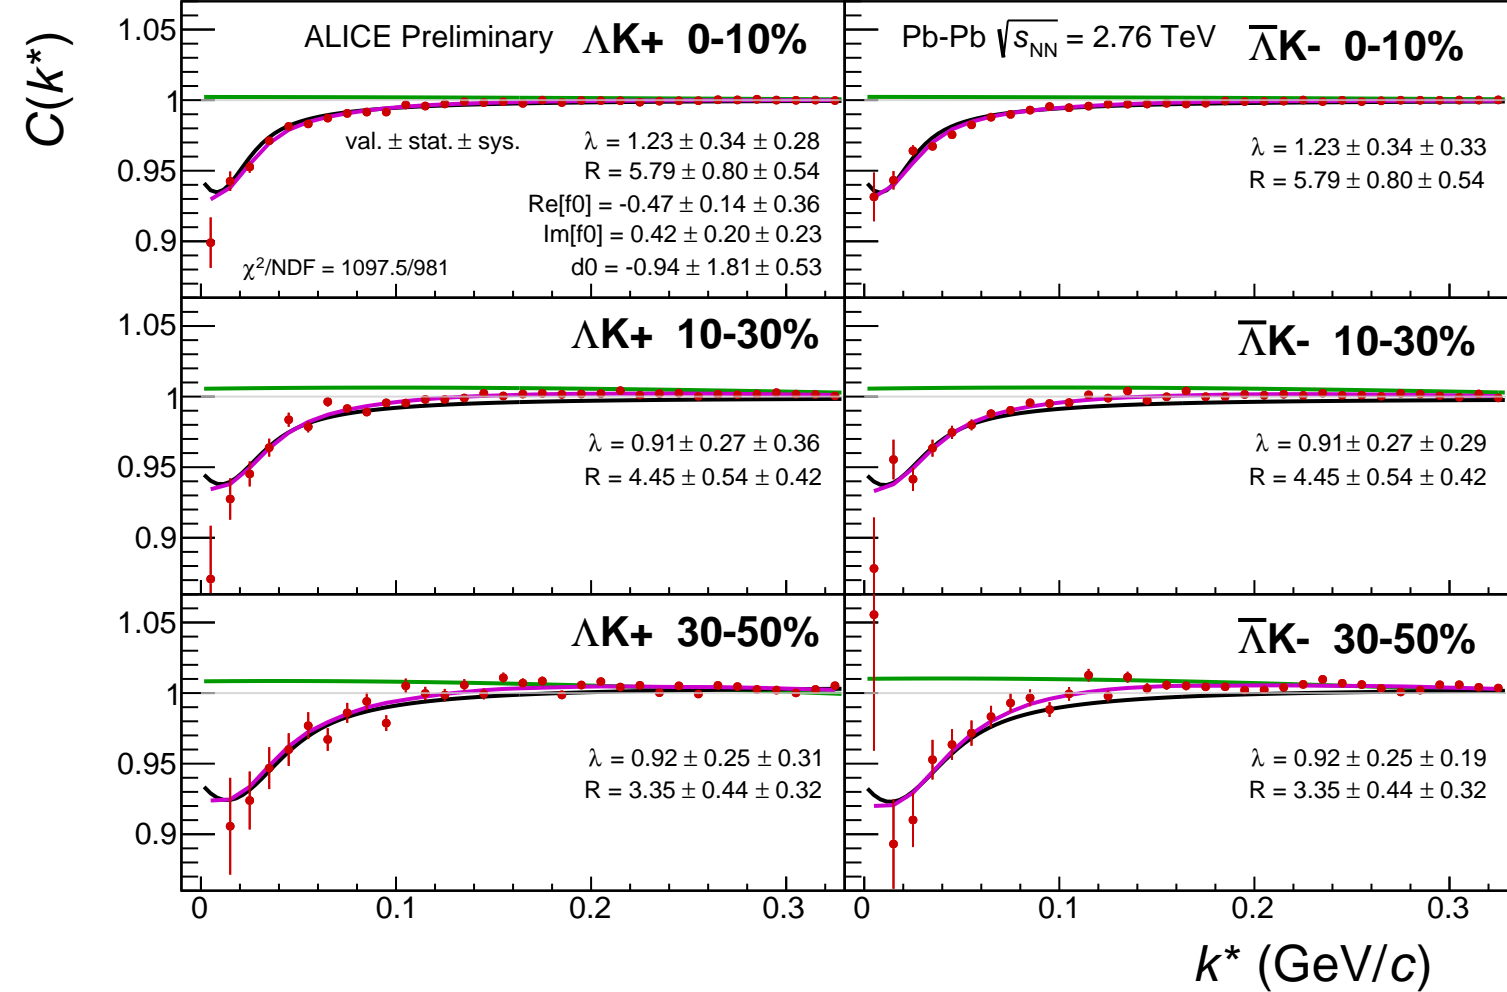 C(k*)
1.05
1
0.95
0.9
ALICE Preliminary ΛK+ 0-10%
val. ± stat. ± sys.
λ = 1.23 ± 0.34 ± 0.28
R = 5.79 ± 0.80 ± 0.54
Re[f0] = -0.47 ± 0.14 ± 0.36
Im[f0] = 0.42 ± 0.20 ± 0.23
χ²/NDF = 1097.5/981
d0 = -0.94 ± 1.81 ± 0.53
Pb-Pb √s_NN = 2.76 TeV Λ̅K- 0-10%
λ = 1.23 ± 0.34 ± 0.33
R = 5.79 ± 0.80 ± 0.54
1.05
1
0.95
0.9
ΛK+ 10-30%
λ = 0.91 ± 0.27 ± 0.36
R = 4.45 ± 0.54 ± 0.42
Λ̅K- 10-30%
λ = 0.91 ± 0.27 ± 0.29
R = 4.45 ± 0.54 ± 0.42
1.05
1
0.95
0.9
ΛK+ 30-50%
λ = 0.92 ± 0.25 ± 0.31
R = 3.35 ± 0.44 ± 0.32
Λ̅K- 30-50%
λ = 0.92 ± 0.25 ± 0.19
R = 3.35 ± 0.44 ± 0.32
0 0.1 0.2 0.3
0 0.1 0.2 0.3
k* (GeV/c)